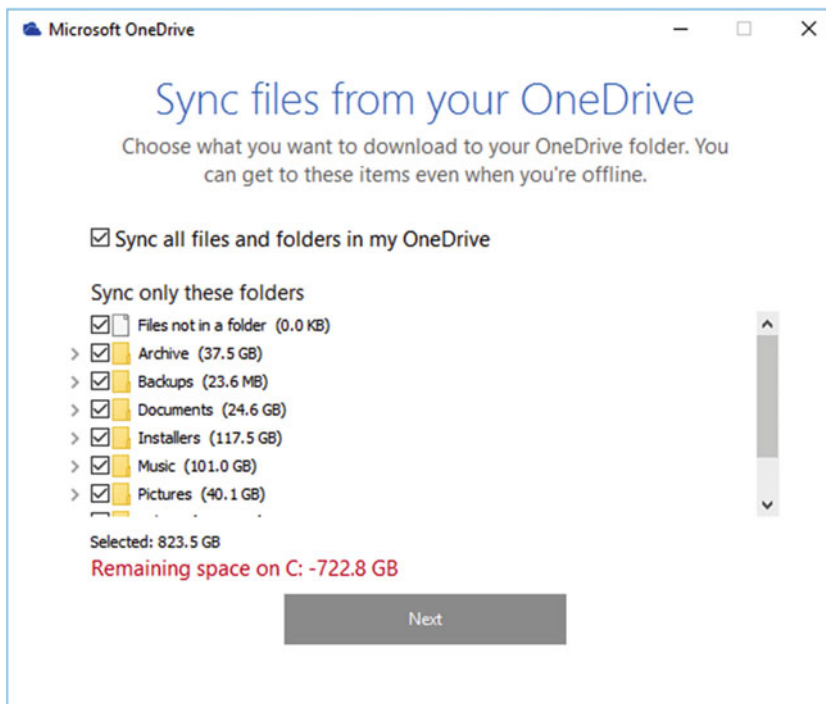 Microsoft OneDrive
Sync files from your OneDrive
Choose what you want to download to your OneDrive folder. You
can get to these items even when you're offline.
Sync all files and folders in my OneDrive
Sync only these folders
Files not in a folder (0.0 KB)
Archive (37.5 GB)
Backups (23.6 MB)
Documents (24.6 GB)
Installers (117.5 GB)
Music (101.0 GB)
Pictures (40.1 GB)
Selected: 823.5 GB
Remaining space on C: -722.8 GB
Next